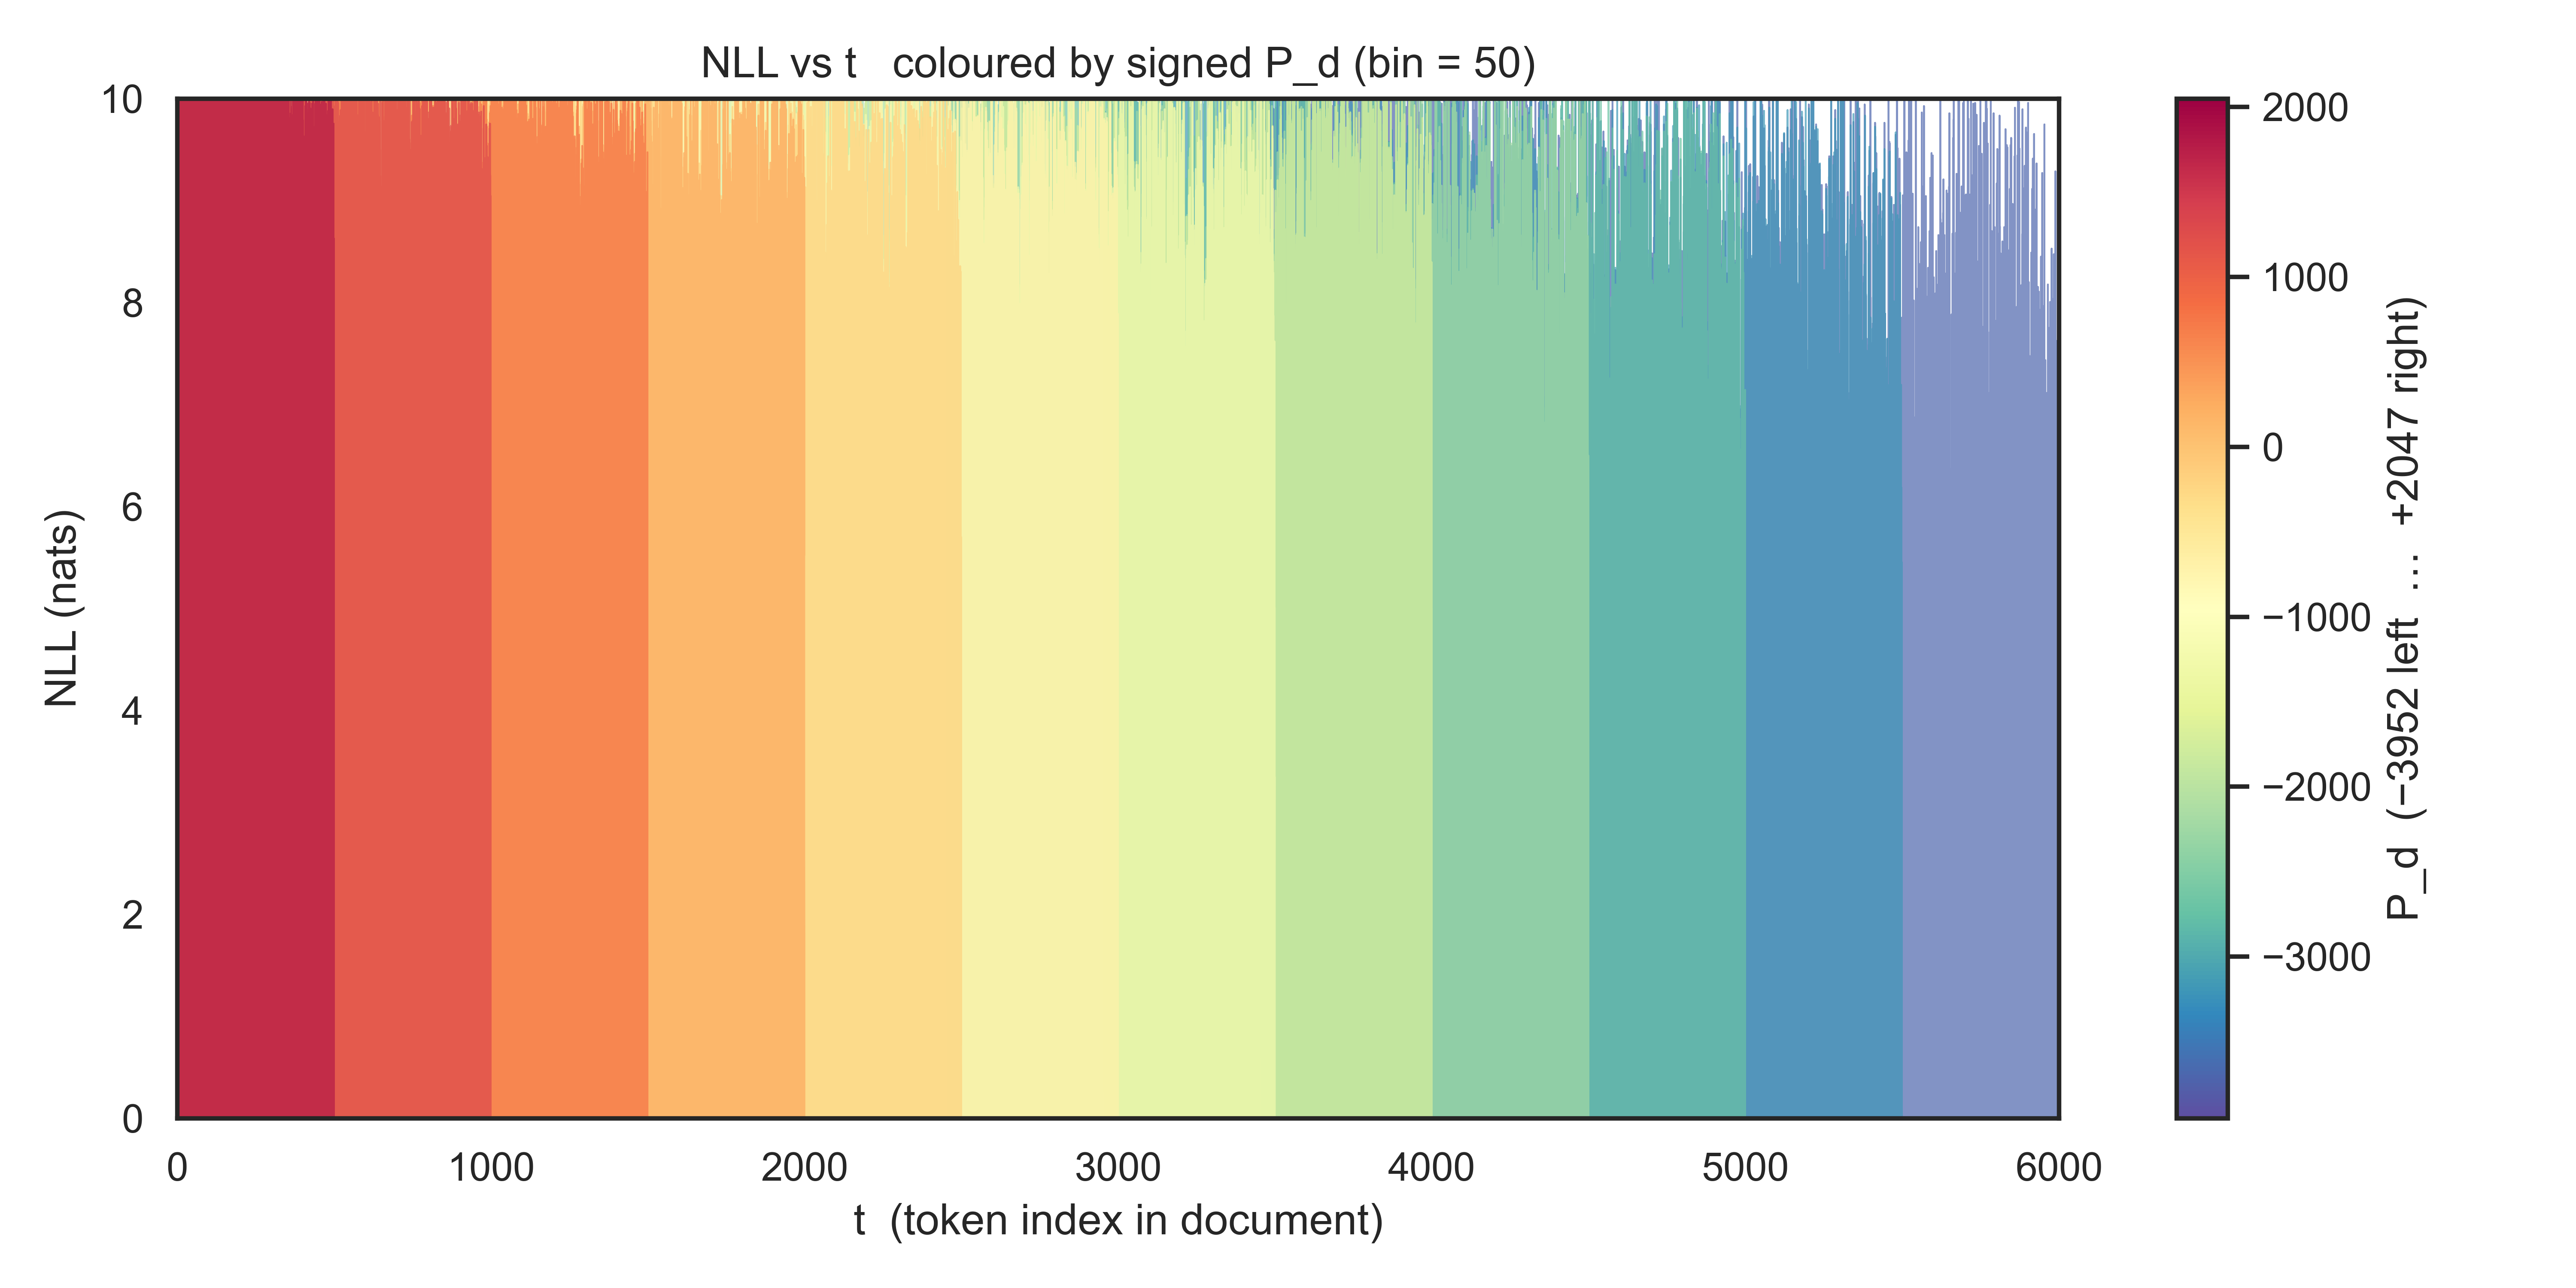 NLL vs t   coloured by signed P_d (bin = 50)
10
8
6
4
2
0
NLL (nats)
0 1000 2000 3000 4000 5000 6000
t  (token index in document)
2000
1000
0
−1000
−2000
−3000
P_d  (−3952 left  …  +2047 right)